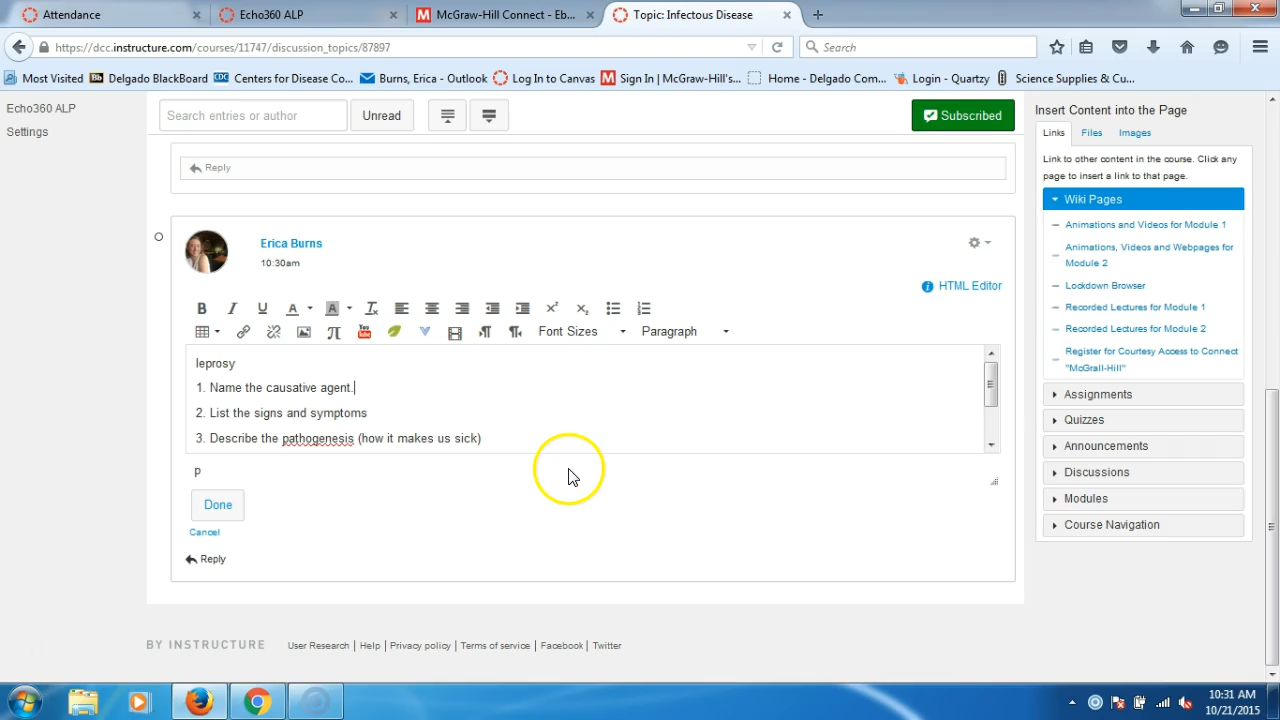 Attendance
Echo360 ALP
McGraw-Hill Connect - Eb...
Topic: Infectious Disease
https://dcc.instructure.com/courses/11747/discussion_topics/87897
Search
Most Visited
Bb
Delgado BlackBoard
CDC
Centers for Disease Co...
Burns, Erica - Outlook
Log In to Canvas
M
Sign In | McGraw-Hill's...
Home - Delgado Com...
Login - Quartzy
Science Supplies & Cu...
Echo360 ALP
Settings
Search entries or author
Unread
Subscribed
Reply
Erica Burns
10:30am
HTML Editor
B I U A A
Font Sizes
Paragraph
leprosy
1. Name the causative agent.
2. List the signs and symptoms
3. Describe the pathogenesis (how it makes us sick)
p
Done
Cancel
Reply
Insert Content into the Page
Links Files Images
Link to other content in the course. Click any
page to insert a link to that page.
Wiki Pages
Animations and Videos for Module 1
Animations, Videos and Webpages for
Module 2
Lockdown Browser
Recorded Lectures for Module 1
Recorded Lectures for Module 2
Register for Courtesy Access to Connect
"McGrall-Hill"
Assignments
Quizzes
Announcements
Discussions
Modules
Course Navigation
BY INSTRUCTURE
User Research | Help | Privacy policy | Terms of service | Facebook | Twitter
10:31 AM
10/21/2015